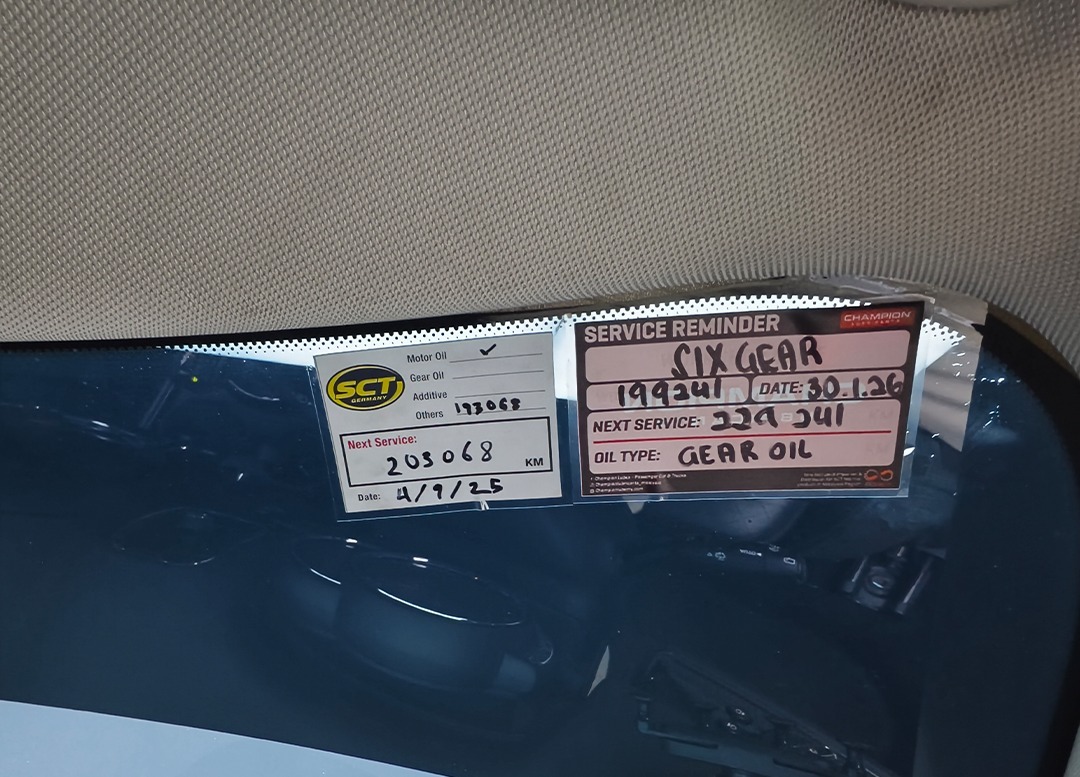 SCT
GERMANY
Motor Oil ✓
Gear Oil
Additive
Others 193068
Next Service:
203068 KM
Date: 4/9/25
SERVICE REMINDER
CHAMPION
SIX GEAR
199241 DATE: 30.1.26
NEXT SERVICE: 229 241
OIL TYPE: GEAR OIL